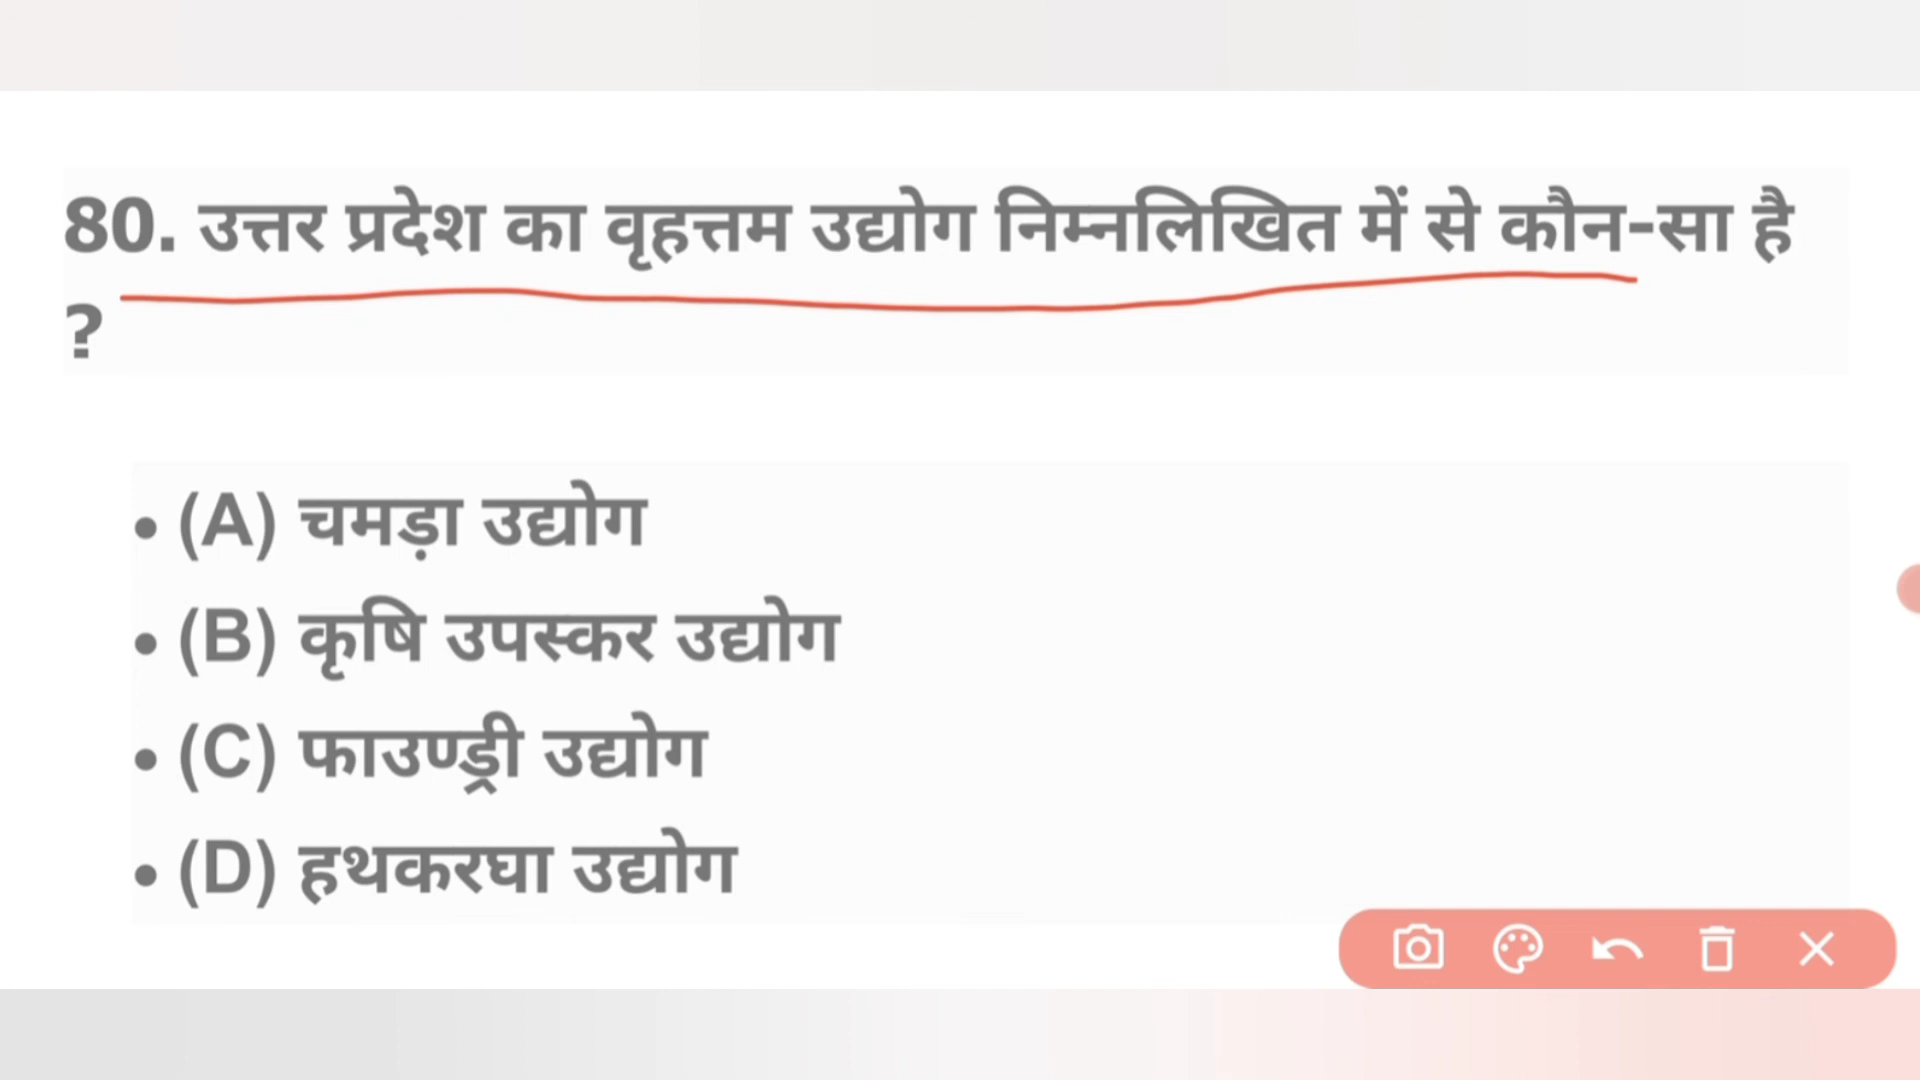 80. उत्तर प्रदेश का वृहत्तम उद्योग निम्नलिखित में से कौन-सा है
?
• (A) चमड़ा उद्योग
• (B) कृषि उपस्कर उद्योग
• (C) फाउण्ड्री उद्योग
• (D) हथकरघा उद्योग